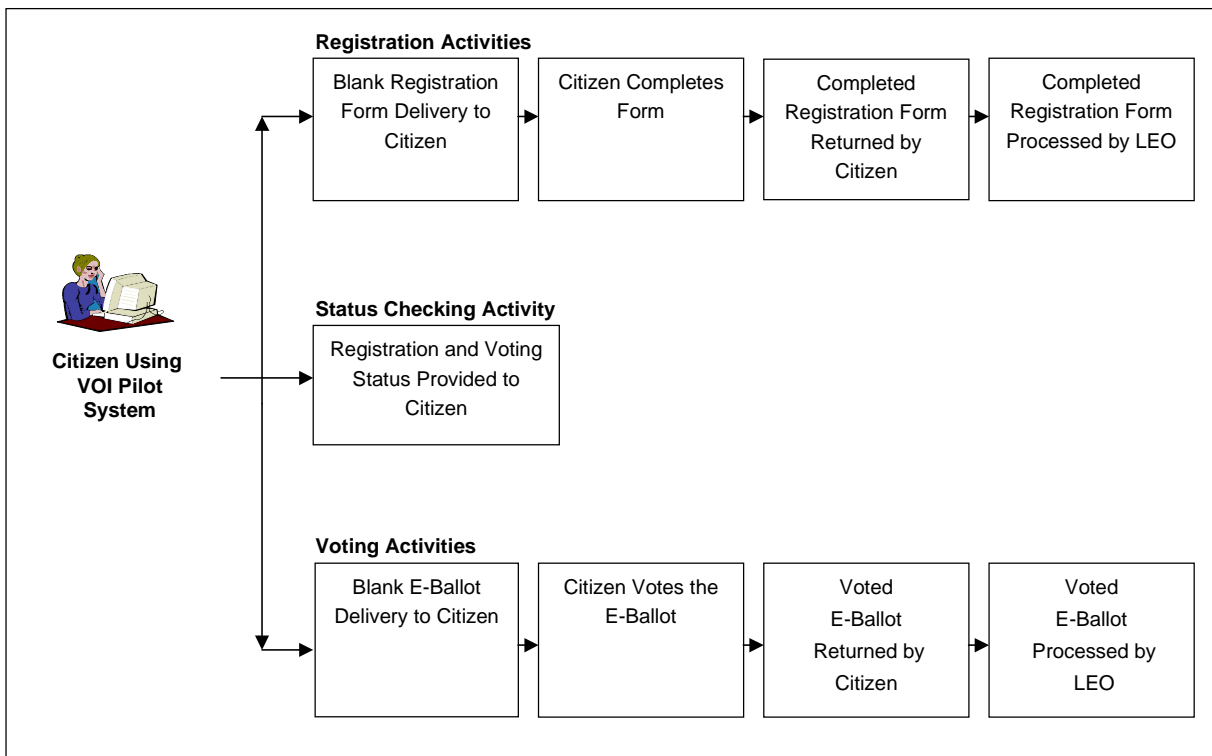 Registration Activities
Blank Registration
Form Delivery to
Citizen
Citizen Completes
Form
Completed
Registration Form
Returned by
Citizen
Completed
Registration Form
Processed by LEO
Citizen Using
VOI Pilot
System
Status Checking Activity
Registration and Voting
Status Provided to
Citizen
Voting Activities
Blank E-Ballot
Delivery to Citizen
Citizen Votes the
E-Ballot
Voted
E-Ballot
Returned by
Citizen
Voted
E-Ballot
Processed by
LEO